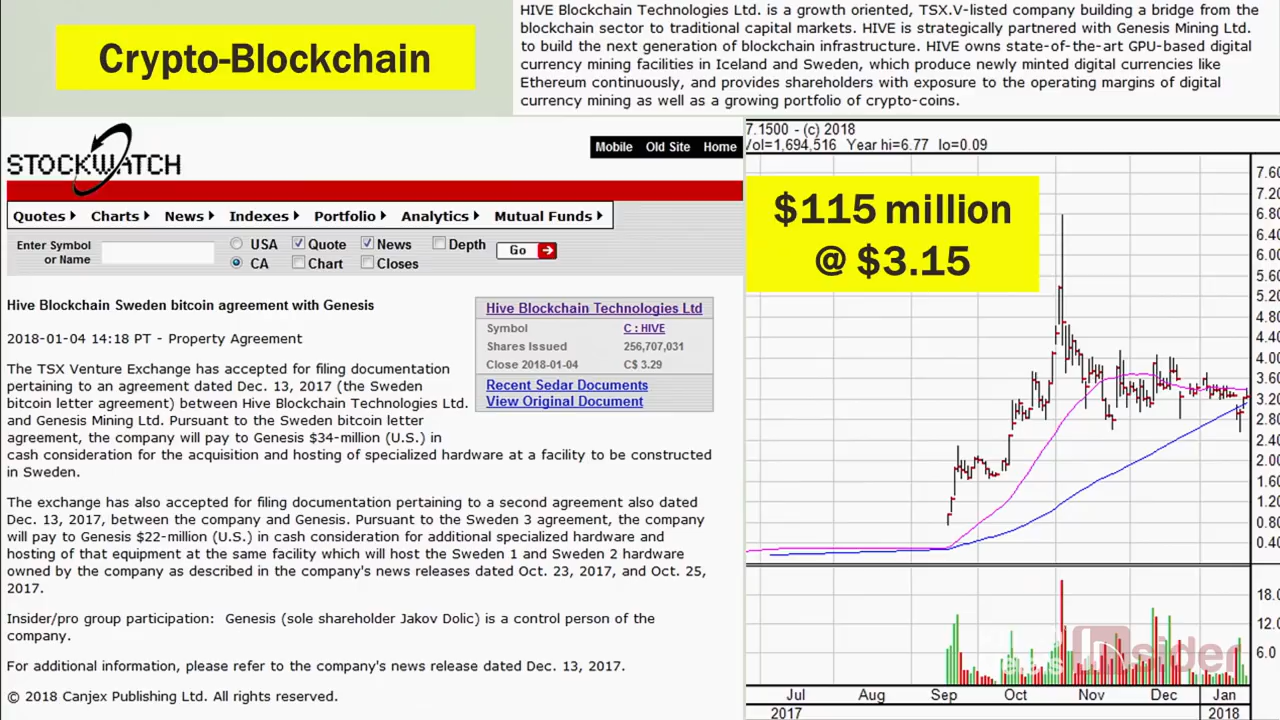 Crypto-Blockchain
HIVE Blockchain Technologies Ltd. is a growth oriented, TSX.V-listed company building a bridge from the
blockchain sector to traditional capital markets. HIVE is strategically partnered with Genesis Mining Ltd.
to build the next generation of blockchain infrastructure. HIVE owns state-of-the-art GPU-based digital
currency mining facilities in Iceland and Sweden, which produce newly minted digital currencies like
Ethereum continuously, and provides shareholders with exposure to the operating margins of digital
currency mining as well as a growing portfolio of crypto-coins.
STOCKWATCH
Mobile Old Site Home
Quotes Charts News Indexes Portfolio Analytics Mutual Funds
Enter Symbol
or Name
USA Quote News Depth Go
CA Chart Closes
Hive Blockchain Sweden bitcoin agreement with Genesis
2018-01-04 14:18 PT - Property Agreement
Hive Blockchain Technologies Ltd
Symbol C : HIVE
Shares Issued 256,707,031
Close 2018-01-04 C$ 3.29
Recent Sedar Documents
View Original Document
The TSX Venture Exchange has accepted for filing documentation
pertaining to an agreement dated Dec. 13, 2017 (the Sweden
bitcoin letter agreement) between Hive Blockchain Technologies Ltd.
and Genesis Mining Ltd. Pursuant to the Sweden bitcoin letter
agreement, the company will pay to Genesis $34-million (U.S.) in
cash consideration for the acquisition and hosting of specialized hardware at a facility to be constructed
in Sweden.
The exchange has also accepted for filing documentation pertaining to a second agreement also dated
Dec. 13, 2017, between the company and Genesis. Pursuant to the Sweden 3 agreement, the company
will pay to Genesis $22-million (U.S.) in cash consideration for additional specialized hardware and
hosting of that equipment at the same facility which will host the Sweden 1 and Sweden 2 hardware
owned by the company as described in the company's news releases dated Oct. 23, 2017, and Oct. 25,
2017.
Insider/pro group participation: Genesis (sole shareholder Jakov Dolic) is a control person of the
company.
For additional information, please refer to the company's news release dated Dec. 13, 2017.
© 2018 Canjex Publishing Ltd. All rights reserved.
7.1500 - (c) 2018
Vol=1,694,516 Year hi=6.77 lo=0.09
$115 million
@ $3.15
7.60
7.20
6.80
6.40
6.00
5.60
5.20
4.80
4.40
4.00
3.60
3.20
2.80
2.40
2.00
1.60
1.20
0.80
0.40
18.0
12.0
6.0
Jul Aug Sep Oct Nov Dec Jan
2017 2018